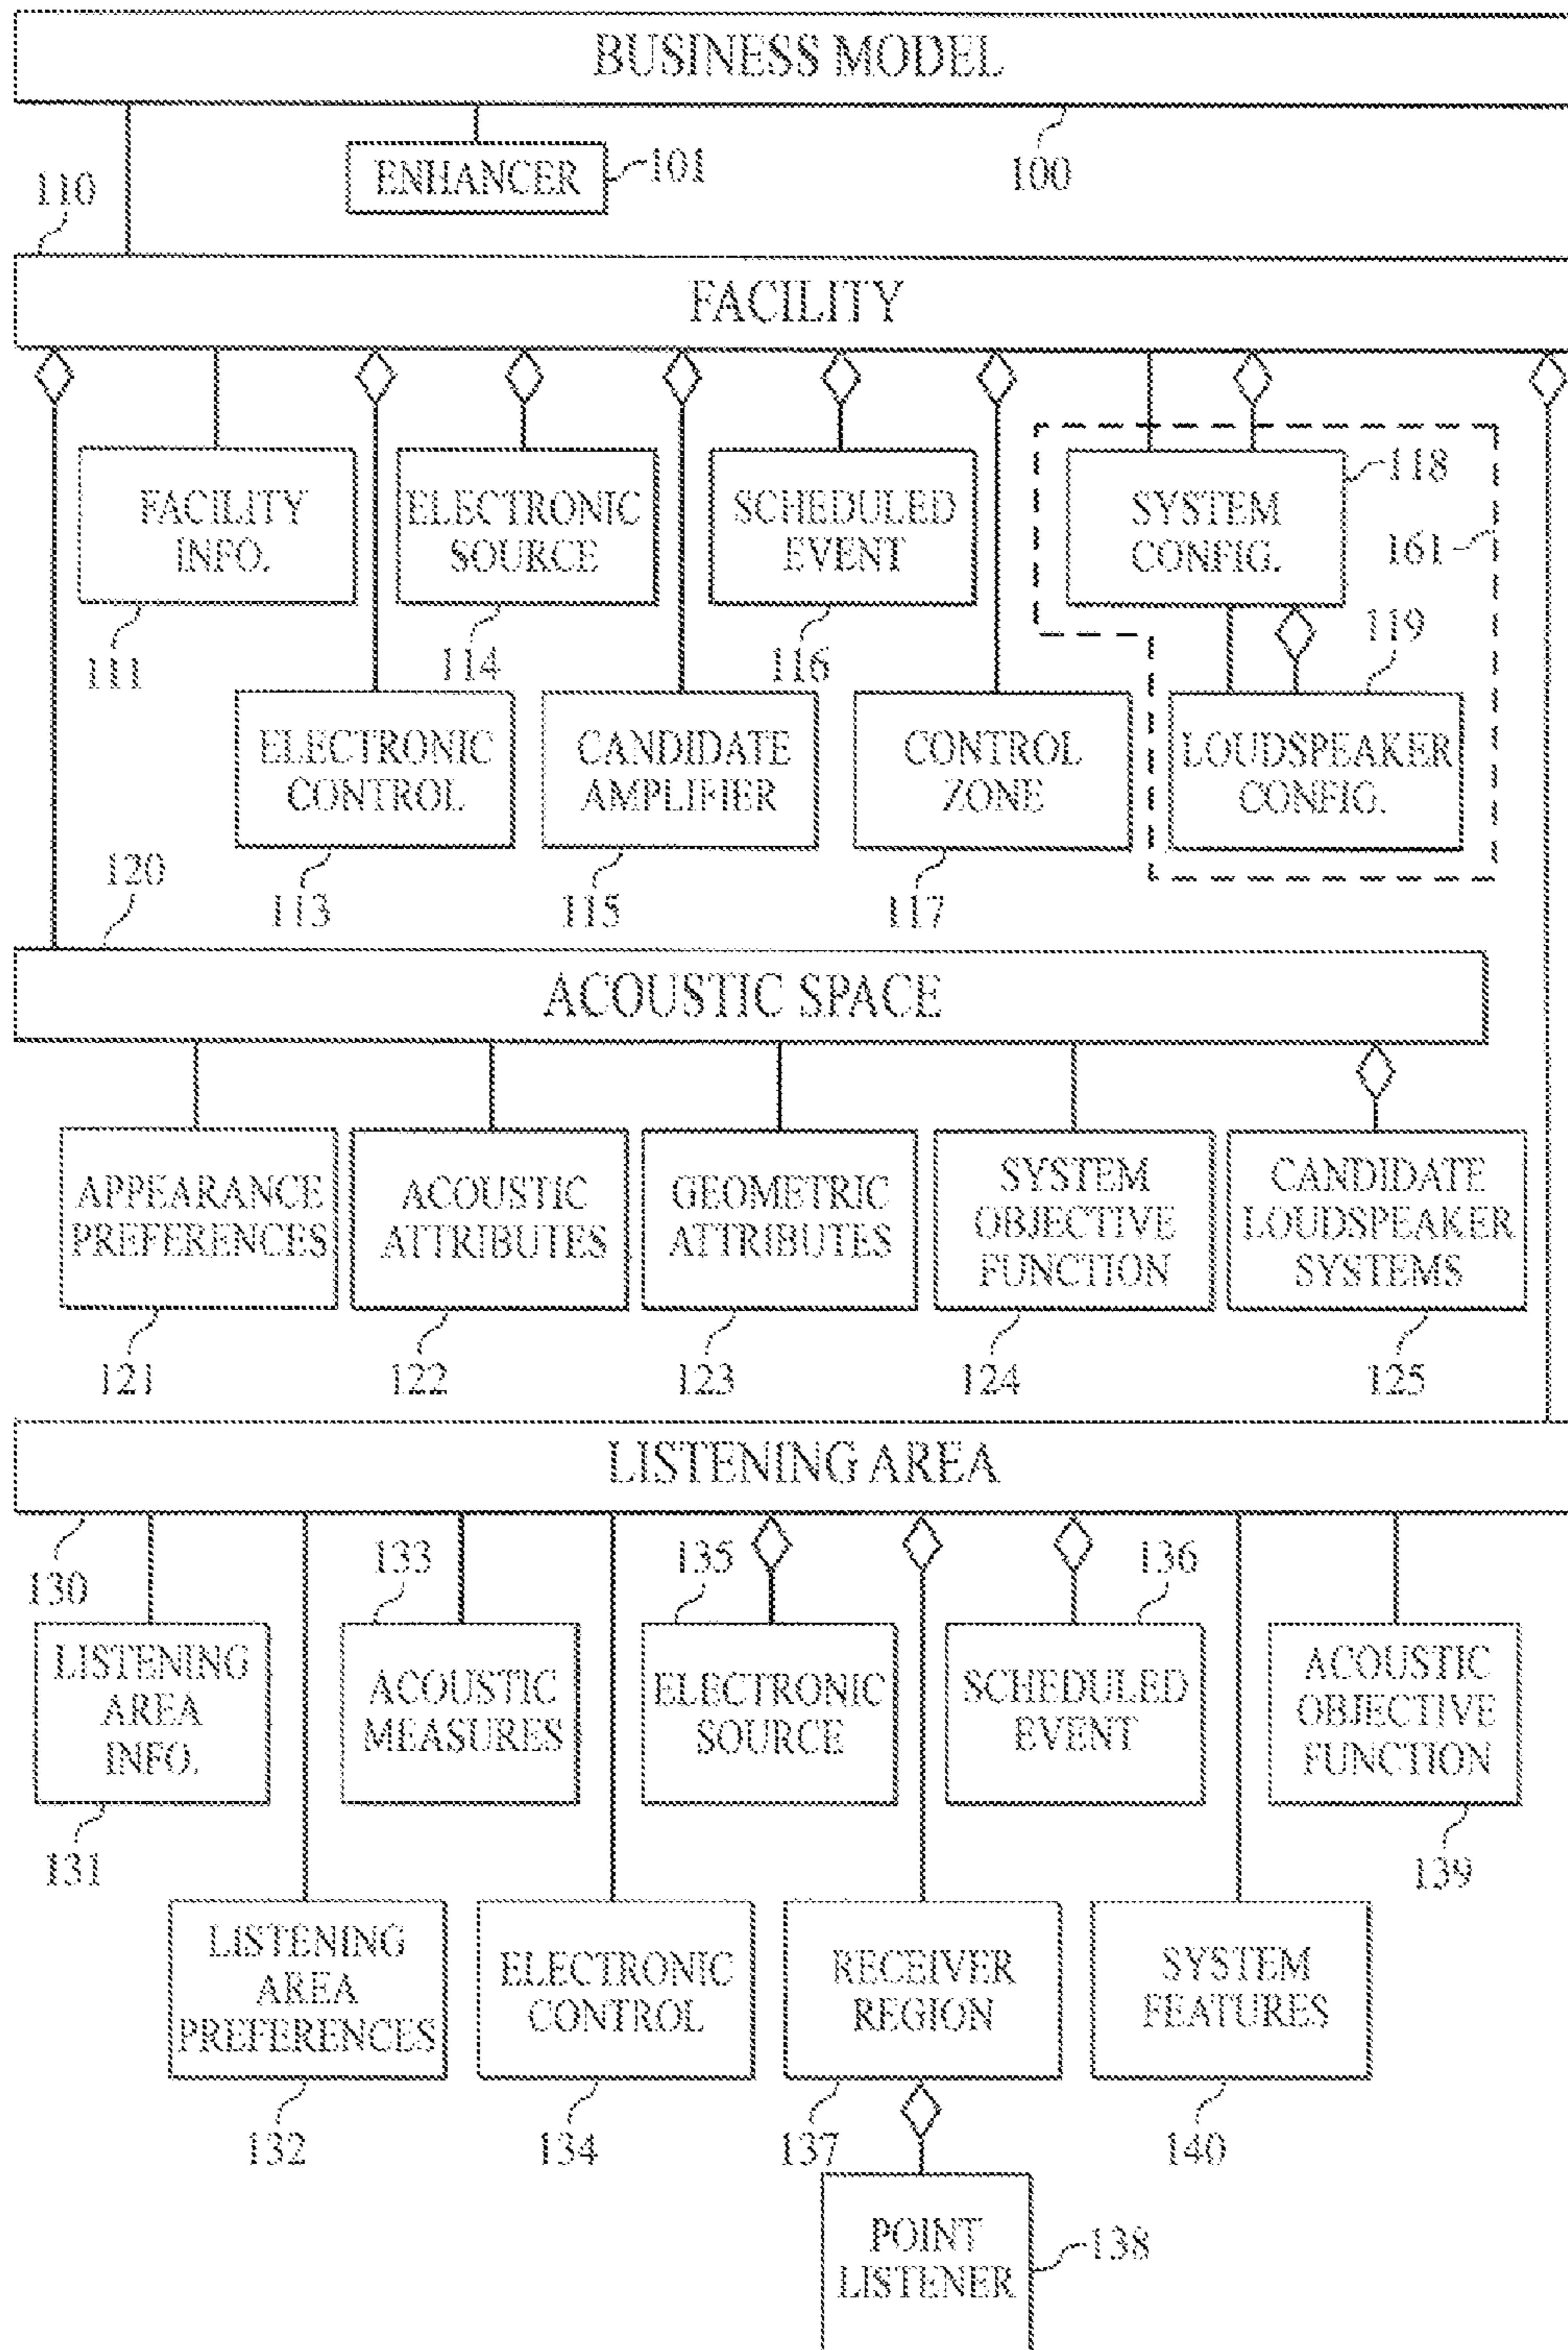 BUSINESS MODEL
ENHANCER
101
100
110
FACILITY
FACILITY
INFO.
111
ELECTRONIC
SOURCE
114
SCHEDULED
EVENT
116
SYSTEM
CONFIG.
118
161
119
ELECTRONIC
CONTROL
113
CANDIDATE
AMPLIFIER
115
CONTROL
ZONE
117
LOUDSPEAKER
CONFIG.
120
ACOUSTIC SPACE
APPEARANCE
PREFERENCES
121
ACOUSTIC
ATTRIBUTES
122
GEOMETRIC
ATTRIBUTES
123
SYSTEM
OBJECTIVE
FUNCTION
124
CANDIDATE
LOUDSPEAKER
SYSTEMS
125
LISTENING AREA
130
133
135
136
LISTENING
AREA
INFO.
131
ACOUSTIC
MEASURES
ELECTRONIC
SOURCE
SCHEDULED
EVENT
ACOUSTIC
OBJECTIVE
FUNCTION
139
LISTENING
AREA
PREFERENCES
132
ELECTRONIC
CONTROL
134
RECEIVER
REGION
137
SYSTEM
FEATURES
140
POINT
LISTENER
138